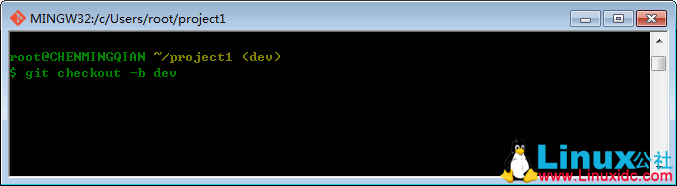 MINGW32:/c/Users/root/project1
root@CHENMINGQIAN ~/project1 (dev)
$ git checkout -b dev
Linux公社
www.Linuxidc.com